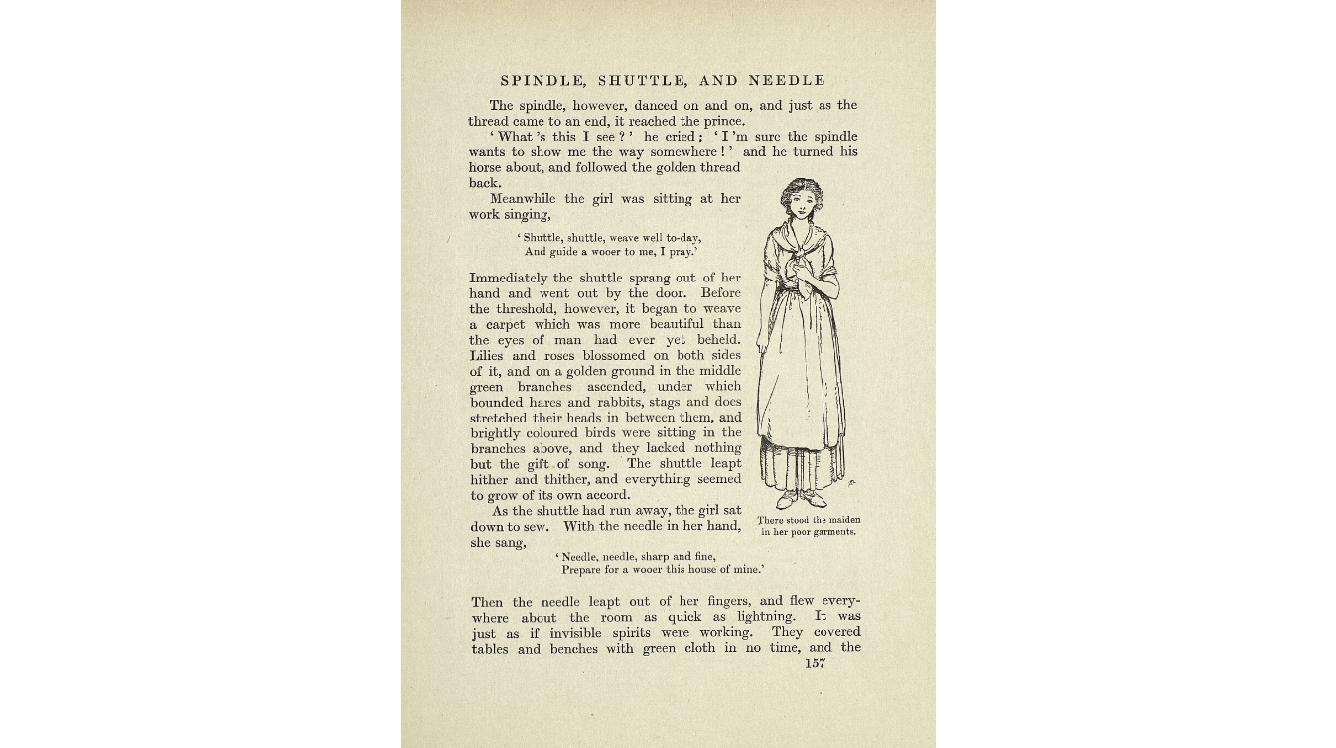 SPINDLE, SHUTTLE, AND NEEDLE
The spindle, however, danced on and on, and just as the
thread came to an end, it reached the prince.
‘ What ’s this I see ? ’ he cried ; ‘ I ’m sure the spindle
wants to show me the way somewhere ! ’ and he turned his
horse about, and followed the golden thread
back.
Meanwhile the girl was sitting at her
work singing,
‘ Shuttle, shuttle, weave well to-day,
And guide a wooer to me, I pray.’
Immediately the shuttle sprang out of her
hand and went out by the door. Before
the threshold, however, it began to weave
a carpet which was more beautiful than
the eyes of man had ever yet beheld.
Lilies and roses blossomed on both sides
of it, and on a golden ground in the middle
green branches ascended, under which
bounded hares and rabbits, stags and does
stretched their heads in between them, and
brightly coloured birds were sitting in the
branches above, and they lacked nothing
but the gift of song. The shuttle leapt
hither and thither, and everything seemed
to grow of its own accord.
As the shuttle had run away, the girl sat
down to sew. With the needle in her hand,
she sang,
There stood the maiden
in her poor garments.
‘ Needle, needle, sharp and fine,
Prepare for a wooer this house of mine.’
Then the needle leapt out of her fingers, and flew every-
where about the room as quick as lightning. It was
just as if invisible spirits were working. They covered
tables and benches with green cloth in no time, and the
157